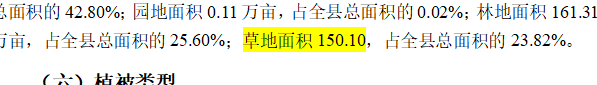 总面积的 42.80%；园地面积 0.11 万亩，占全县总面积的 0.02%；林地面积 161.31
万亩，占全县总面积的 25.60%；草地面积 150.10，占全县总面积的 23.82%。
（六）植被类型